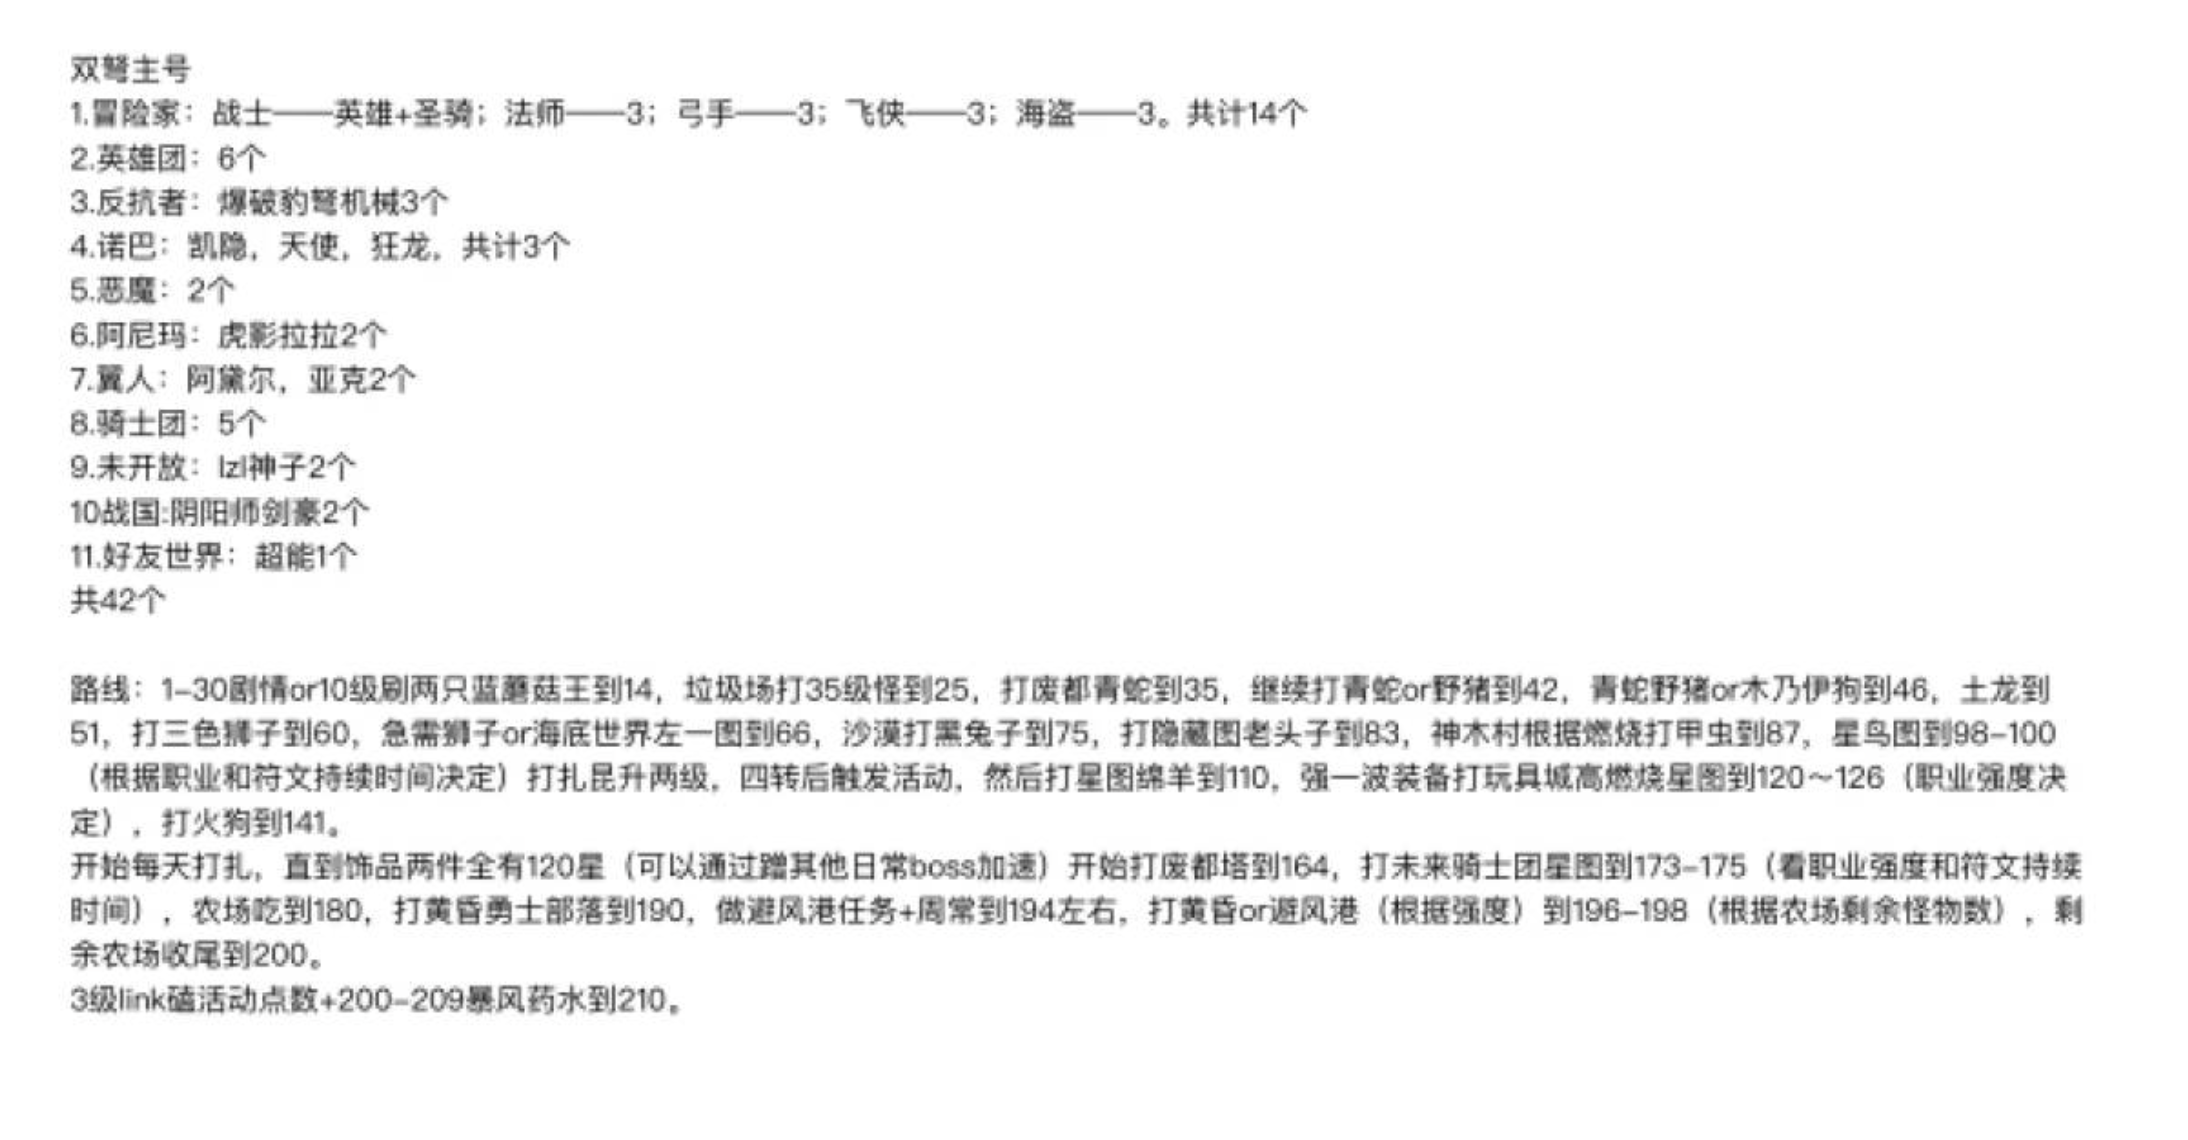 双弩主号
1.冒险家：战士——英雄+圣骑；法师——3；弓手——3；飞侠——3；海盗——3。共计14个
2.英雄团：6个
3.反抗者：爆破豹弩机械3个
4.诺巴：凯隐，天使，狂龙，共计3个
5.恶魔：2个
6.阿尼玛：虎影拉拉2个
7.翼人：阿黛尔，亚克2个
8.骑士团：5个
9.未开放：lzl神子2个
10战国:阴阳师剑豪2个
11.好友世界：超能1个
共42个
路线：1-30剧情or10级刷两只蓝蘑菇王到14，垃圾场打35级怪到25，打废都青蛇到35，继续打青蛇or野猪到42，青蛇野猪or木乃伊狗到46，土龙到
51，打三色狮子到60，急需狮子or海底世界左一图到66，沙漠打黑兔子到75，打隐藏图老头子到83，神木村根据燃烧打甲虫到87，星鸟图到98-100
（根据职业和符文持续时间决定）打扎昆升两级，四转后触发活动，然后打星图绵羊到110，强一波装备打玩具城高燃烧星图到120～126（职业强度决
定），打火狗到141。
开始每天打扎，直到饰品两件全有120星（可以通过蹭其他日常boss加速）开始打废都塔到164，打未来骑士团星图到173-175（看职业强度和符文持续
时间），农场吃到180，打黄昏勇士部落到190，做避风港任务+周常到194左右，打黄昏or避风港（根据强度）到196-198（根据农场剩余怪物数），剩
余农场收尾到200。
3级link磕活动点数+200-209暴风药水到210。